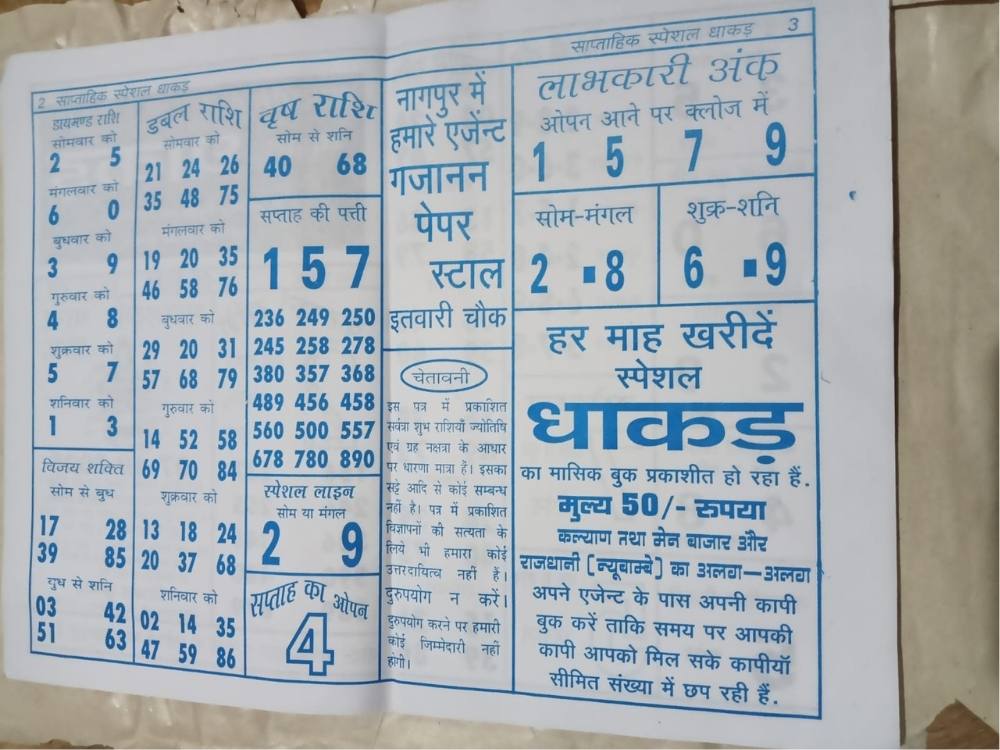 2 साप्ताहिक स्पेशल धाकड़
डायमण्ड राशि
सोमवार को
2 5
मंगलवार को
6 0
बुधवार को
3 9
गुरुवार को
4 8
शुक्रवार को
5 7
शनिवार को
1 3
विजय शक्ति
सोम से बुध
17 28
39 85
गुध से शनि
03 42
51 63
डबल राशि
सोमवार को
21 24 26
35 48 75
मंगलवार को
19 20 35
46 58 76
बुधवार को
29 20 31
57 68 79
गुरुवार को
14 52 58
69 70 84
शुक्रवार को
13 18 24
20 37 68
शनिवार को
02 14 35
47 59 86
वृष राशि
सोम से शनि
40 68
सप्ताह की पत्ती
1 5 7
236 249 250
245 258 278
380 357 368
489 456 458
560 500 557
678 780 890
स्पेशल लाइन
सोम या मंगल
2 9
सप्ताह का ओपन
4
नागपुर में
हमारे एजेन्ट
गजानन
पेपर
स्टाल
इतवारी चौक
चेतावनी
इस पत्र में प्रकाशित
सर्वत्रा शुभ राशियाँ ज्योतिषि
एवं ग्रह नक्षत्रा के आधार
पर धारणा मात्रा हैं। इसका
सट्टे आदि से कोई सम्बन्ध
नहीं है। पत्र में प्रकाशित
विज्ञापनों की सत्यता के
लिये भी हमारा कोई
उत्तरदायित्व नहीं हैं।
दुरुपयोग न करें।
दुरुपयोग करने पर हमारी
कोई जिम्मेदारी नहीं
होगी।
साप्ताहिक स्पेशल धाकड़ 3
लाभकारी अंक
ओपन आने पर क्लोज में
1 5 7 9
सोम-मंगल
2 ▪ 8
शुक्र-शनि
6 ▪ 9
हर माह खरीदें
स्पेशल
धाकड़
का मासिक बुक प्रकाशीत हो रहा हैं.
मुल्य 50/- रुपया
कल्याण तथा मेन बाजार और
राजधानी (न्यूबाम्बे) का अलग—अलग
अपने एजेन्ट के पास अपनी कापी
बुक करें ताकि समय पर आपकी
कापी आपको मिल सके कापीयाँ
सीमित संख्या में छप रही हैं.